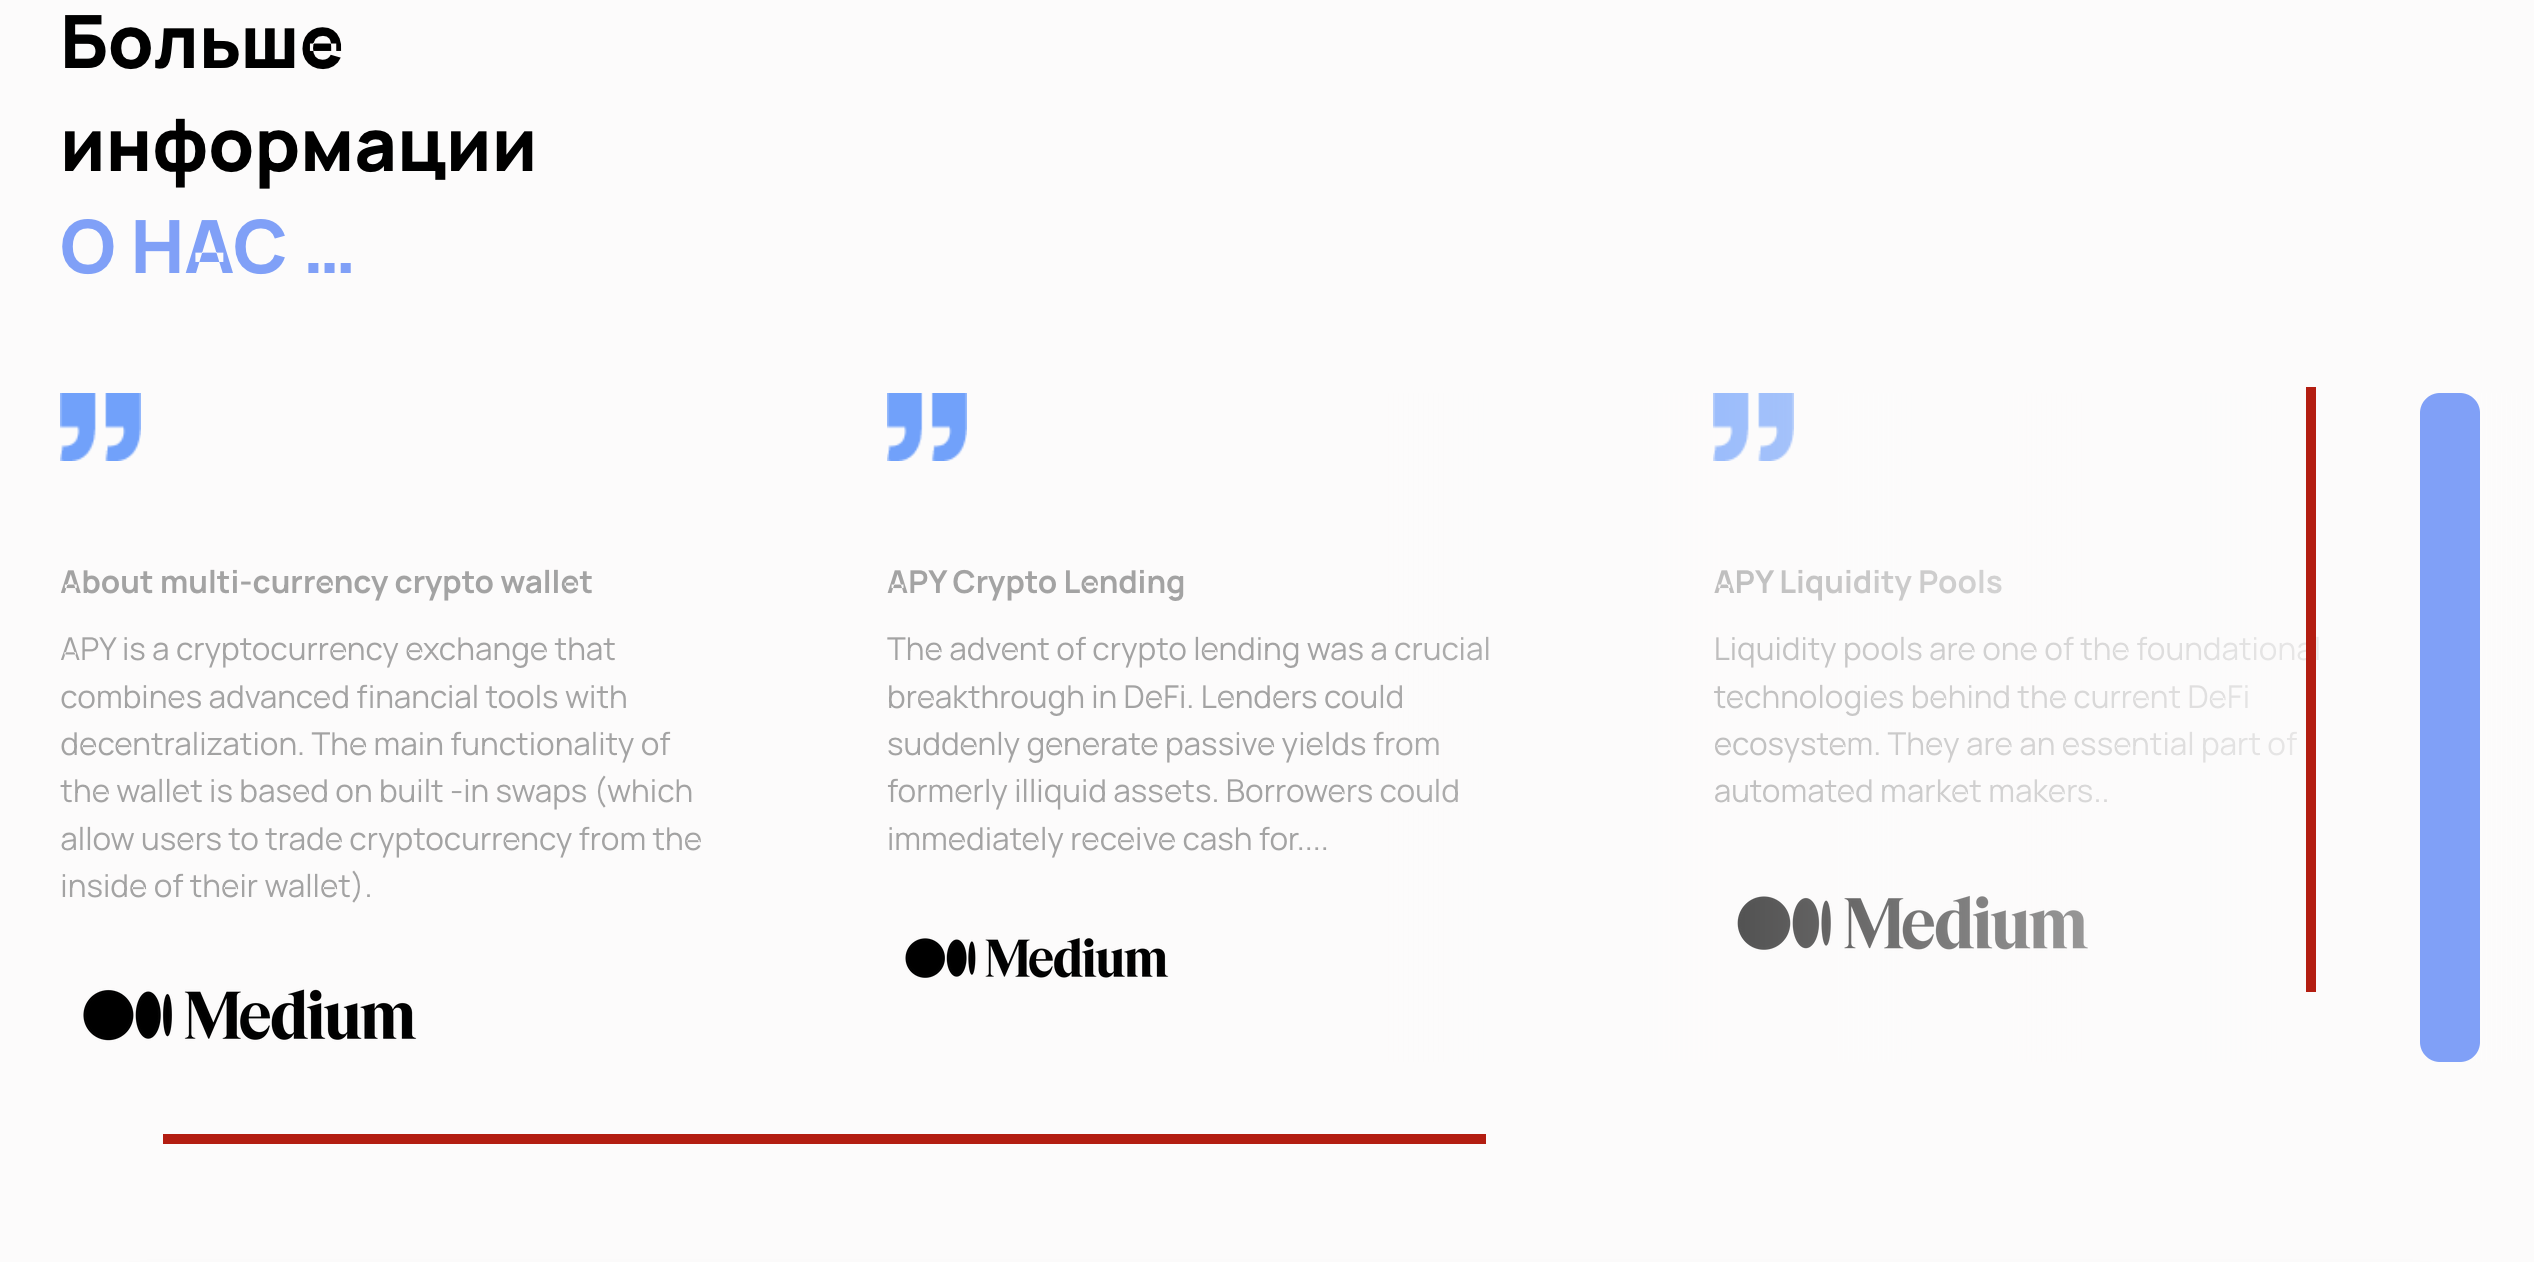 Больше
информации
О НАС ...
About multi-currency crypto wallet
APY is a cryptocurrency exchange that
combines advanced financial tools with
decentralization. The main functionality of
the wallet is based on built -in swaps (which
allow users to trade cryptocurrency from the
inside of their wallet).
Medium
APY Crypto Lending
The advent of crypto lending was a crucial
breakthrough in DeFi. Lenders could
suddenly generate passive yields from
formerly illiquid assets. Borrowers could
immediately receive cash for....
Medium
APY Liquidity Pools
Liquidity pools are one of the foundational
technologies behind the current DeFi
ecosystem. They are an essential part of
automated market makers..
Medium